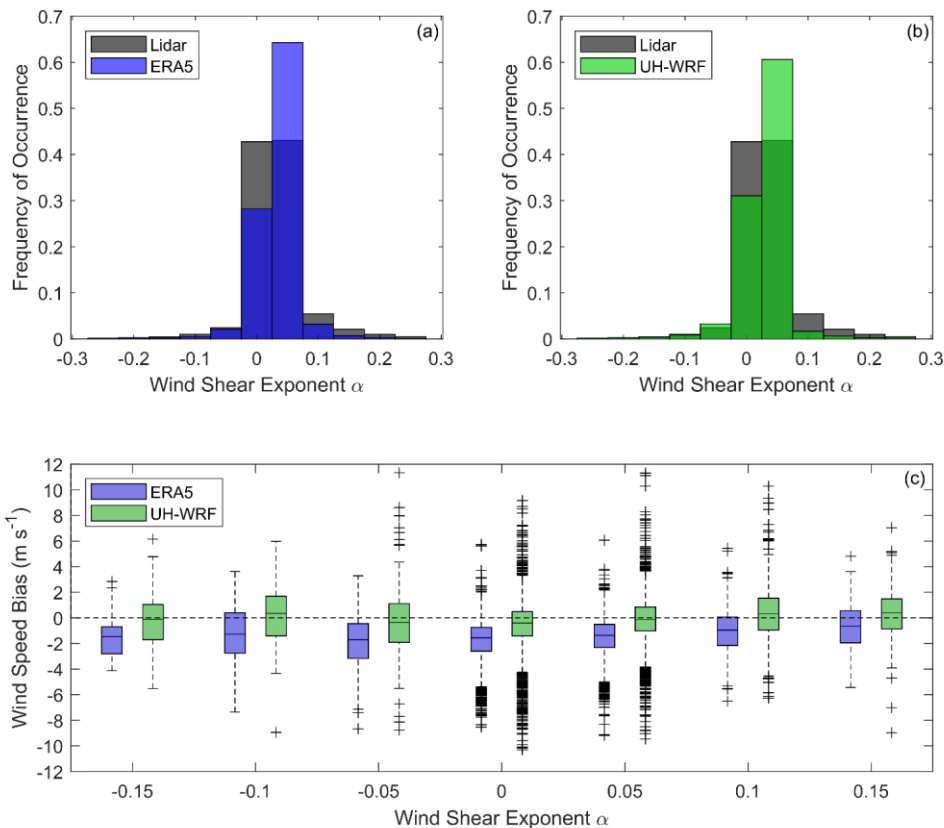 0.7
0.6
0.5
0.4
0.3
0.2
0.1
0
Frequency of Occurrence
Lidar
ERA5
(a)
-0.3 -0.2 -0.1 0 0.1 0.2 0.3
Wind Shear Exponent α
0.7
0.6
0.5
0.4
0.3
0.2
0.1
0
Frequency of Occurrence
Lidar
UH-WRF
(b)
-0.3 -0.2 -0.1 0 0.1 0.2 0.3
Wind Shear Exponent α
12
10
8
6
4
2
0
-2
-4
-6
-8
-10
-12
Wind Speed Bias (m s⁻¹)
ERA5
UH-WRF
(c)
-0.15 -0.1 -0.05 0 0.05 0.1 0.15
Wind Shear Exponent α